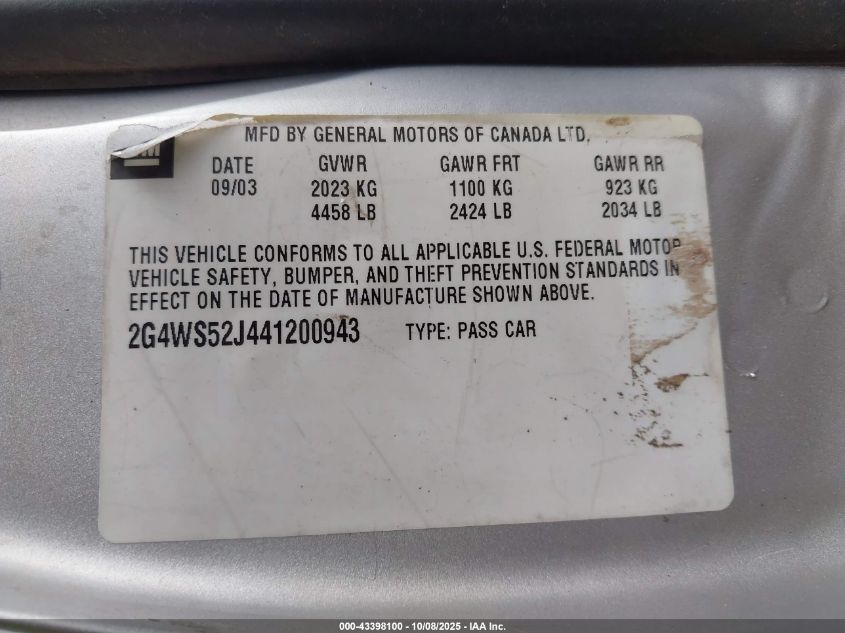 MFD BY GENERAL MOTORS OF CANADA LTD.
DATE GVWR GAWR FRT GAWR RR
09/03 2023 KG 1100 KG 923 KG
4458 LB 2424 LB 2034 LB
THIS VEHICLE CONFORMS TO ALL APPLICABLE U.S. FEDERAL MOTOR
VEHICLE SAFETY, BUMPER, AND THEFT PREVENTION STANDARDS IN
EFFECT ON THE DATE OF MANUFACTURE SHOWN ABOVE.
2G4WS52J441200943 TYPE: PASS CAR
000-43398100 - 10/08/2025 - IAA Inc.